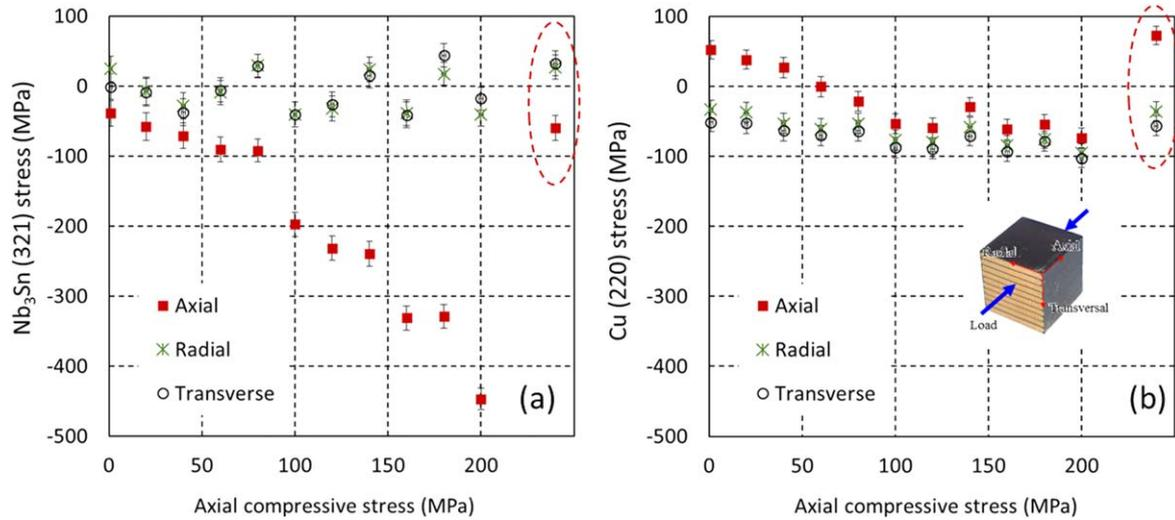 Nb₃Sn (321) stress (MPa)
100
0
-100
-200
-300
-400
-500
Axial
Radial
Transverse
(a)
0
50
100
150
200
Axial compressive stress (MPa)
Cu (220) stress (MPa)
100
0
-100
-200
-300
-400
-500
Radial
Axial
Transversal
Load
Axial
Radial
Transverse
(b)
0
50
100
150
200
Axial compressive stress (MPa)